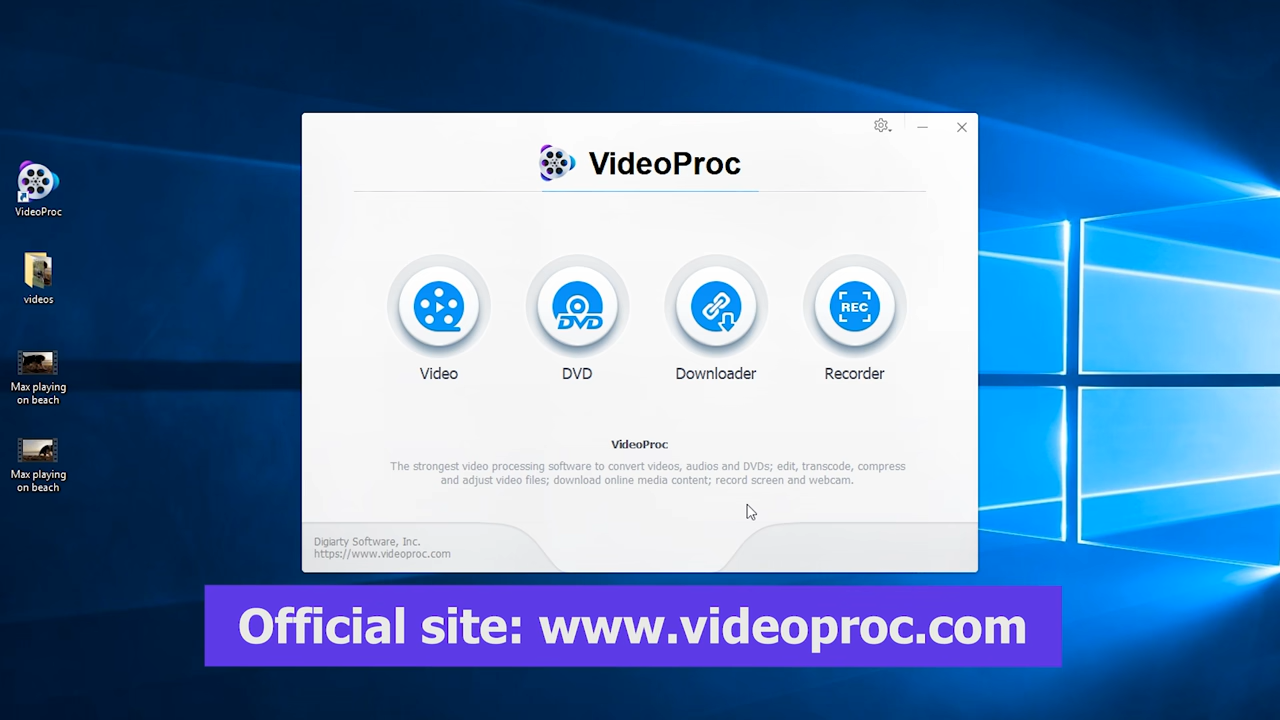 VideoProc
VideoProc
videos
Max playing
on beach
Max playing
on beach
Video
DVD
DVD
Downloader
REC
Recorder
VideoProc
The strongest video processing software to convert videos, audios and DVDs; edit, transcode, compress
and adjust video files; download online media content; record screen and webcam.
Digiarty Software, Inc.
https://www.videoproc.com
Official site: www.videoproc.com